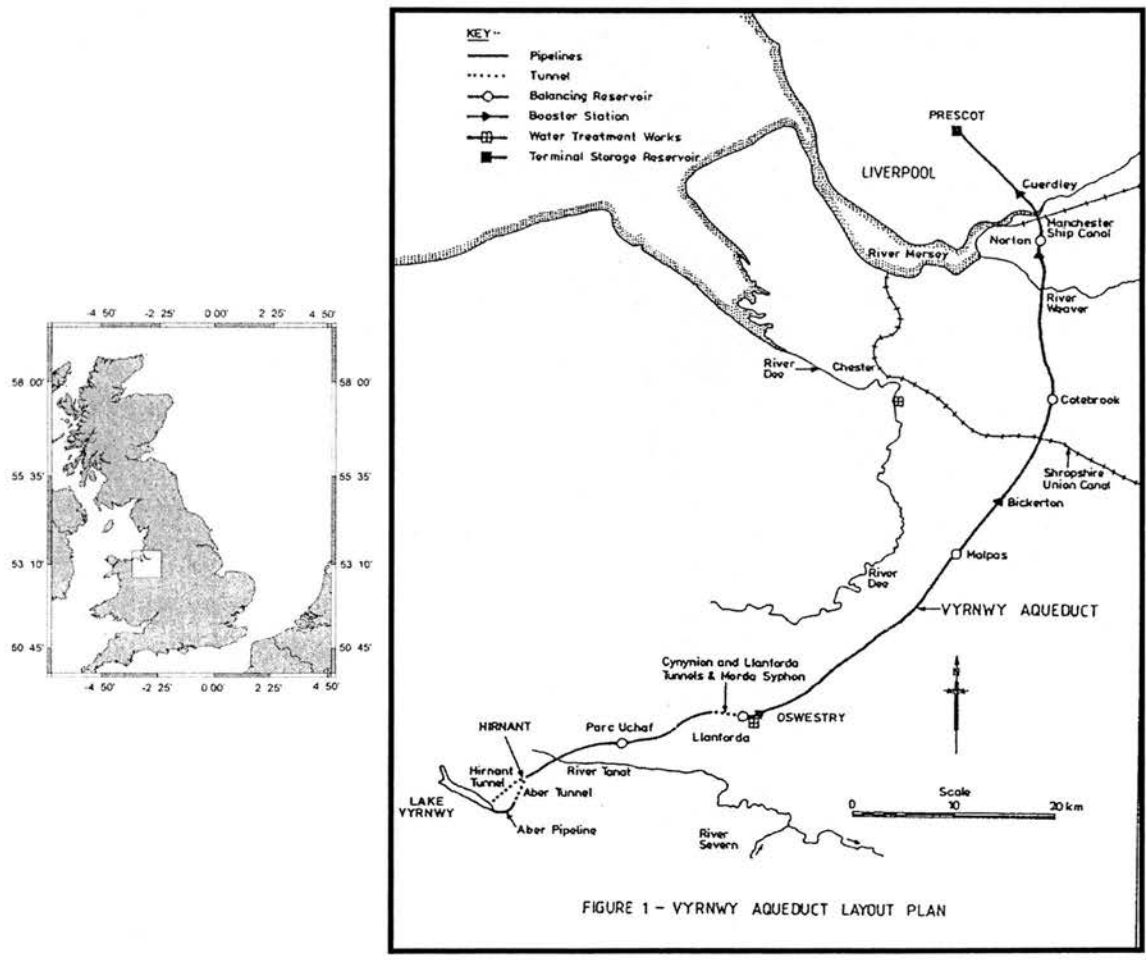 -4 50' -2 25' 0 00' 2 25' 4 50'
58 00' 58 00'
55 35' 55 35'
53 10' 53 10'
50 45' 50 45'
-4 50' -2 25' 0 00' 2 25' 4 50'
KEY --
Pipelines
Tunnel
Balancing Reservoir
Booster Station
Water Treatment Works
Terminal Storage Reservoir
PRESCOT
LIVERPOOL
Cuerdley
Manchester
Ship Canal
Norton
River Mersey
River
Weaver
River
Dee
Chester
Cotebrook
Shropshire
Union Canal
Bickerton
Malpas
River
Dee
VYRNWY AQUEDUCT
Cynynion and Llanforda
Tunnels & Morda Syphon
N
OSWESTRY
Llanforda
Parc Uchaf
HIRNANT
River Tanat
Hirnant
Tunnel
Aber Tunnel
LAKE
VYRNWY
Aber Pipeline
Scale
0 10 20 km
River
Severn
FIGURE 1 - VYRNWY AQUEDUCT LAYOUT PLAN